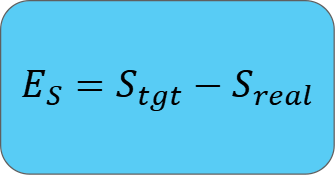 E_S = S_tgt − S_real